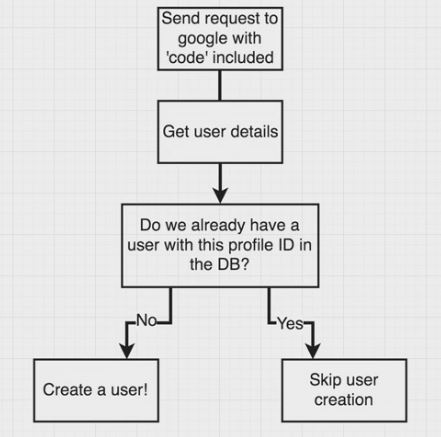 Send request to
google with
'code' included
Get user details
Do we already have a
user with this profile ID in
the DB?
No
Yes
Create a user!
Skip user
creation